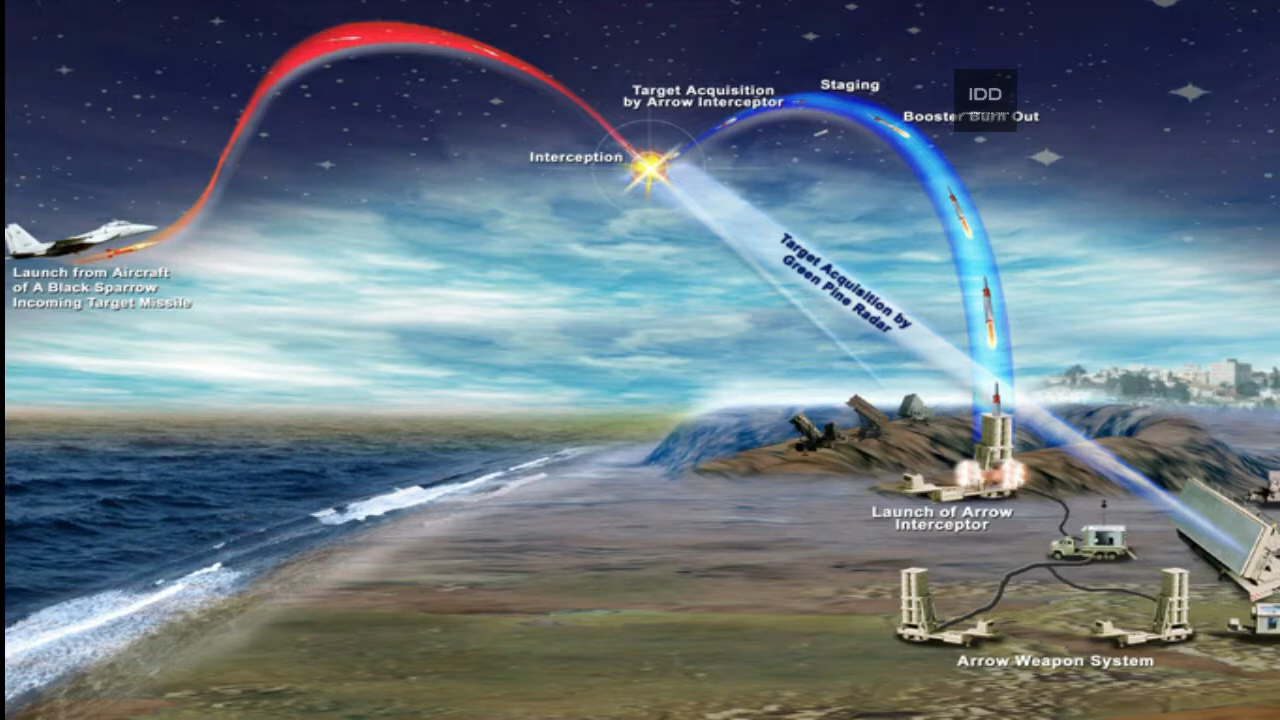 Target Acquisition
by Arrow Interceptor
Staging
IDD
Booster Burn Out
Interception
Launch from Aircraft
of A Black Sparrow
Incoming Target Missile
Target Acquisition by
Green Pine Radar
Launch of Arrow
Interceptor
Arrow Weapon System